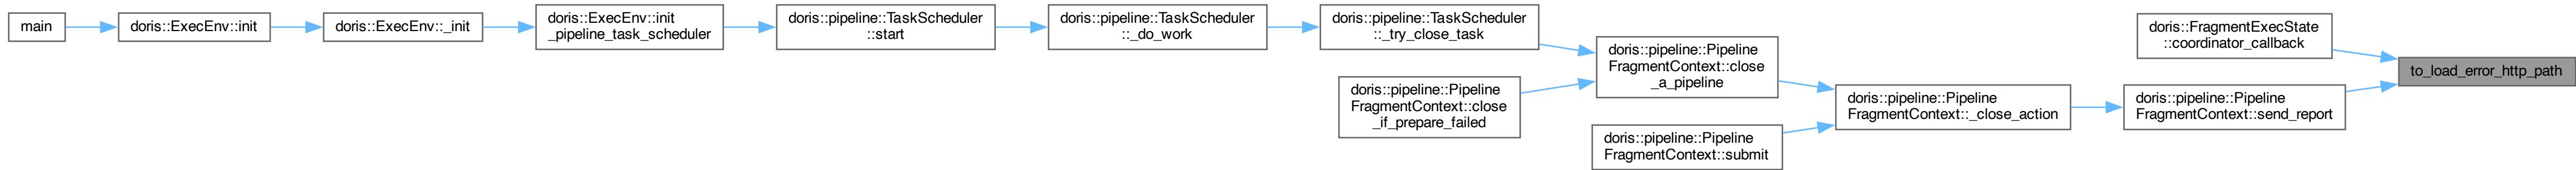 main
doris::ExecEnv::init
doris::ExecEnv::_init
doris::ExecEnv::init
_pipeline_task_scheduler
doris::pipeline::TaskScheduler
::start
doris::pipeline::TaskScheduler
::_do_work
doris::pipeline::TaskScheduler
::_try_close_task
doris::pipeline::Pipeline
FragmentContext::close
_if_prepare_failed
doris::pipeline::Pipeline
FragmentContext::close
_a_pipeline
doris::pipeline::Pipeline
FragmentContext::submit
doris::pipeline::Pipeline
FragmentContext::_close_action
doris::FragmentExecState
::coordinator_callback
doris::pipeline::Pipeline
FragmentContext::send_report
to_load_error_http_path